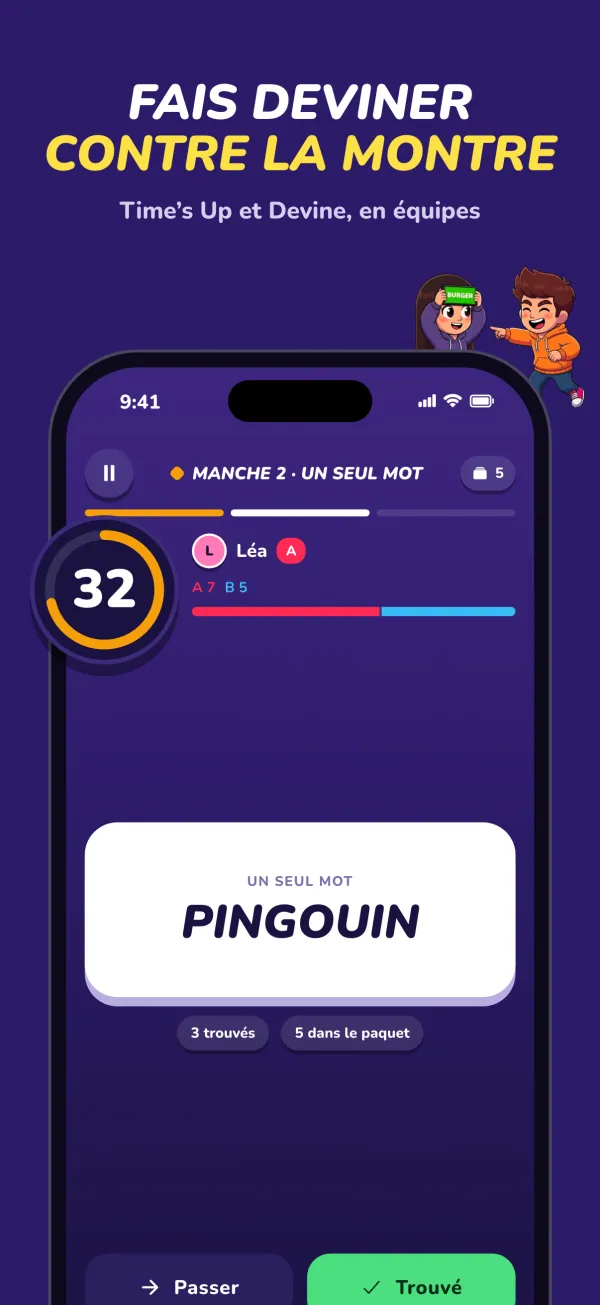 FAIS DEVINER
CONTRE LA MONTRE
Time’s Up et Devine, en équipes
BURGER
9:41
MANCHE 2 · UN SEUL MOT
5
32
L Léa A
A 7 B 5
UN SEUL MOT
PINGOUIN
3 trouvés 5 dans le paquet
Passer Trouvé